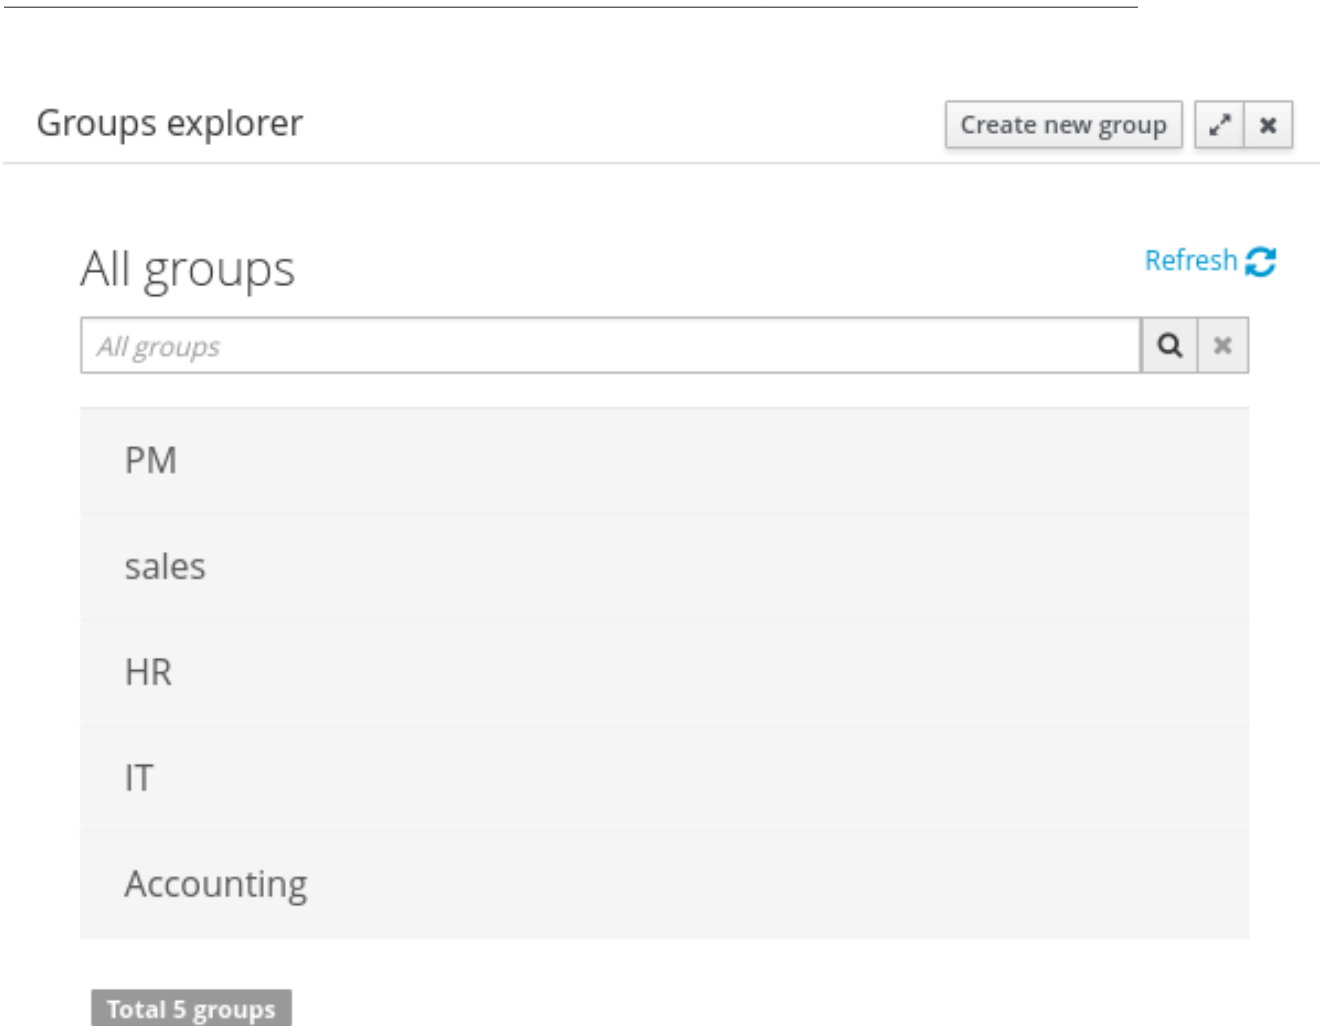 Groups explorer
Create new group
All groups
Refresh
All groups
PM
sales
HR
IT
Accounting
Total 5 groups